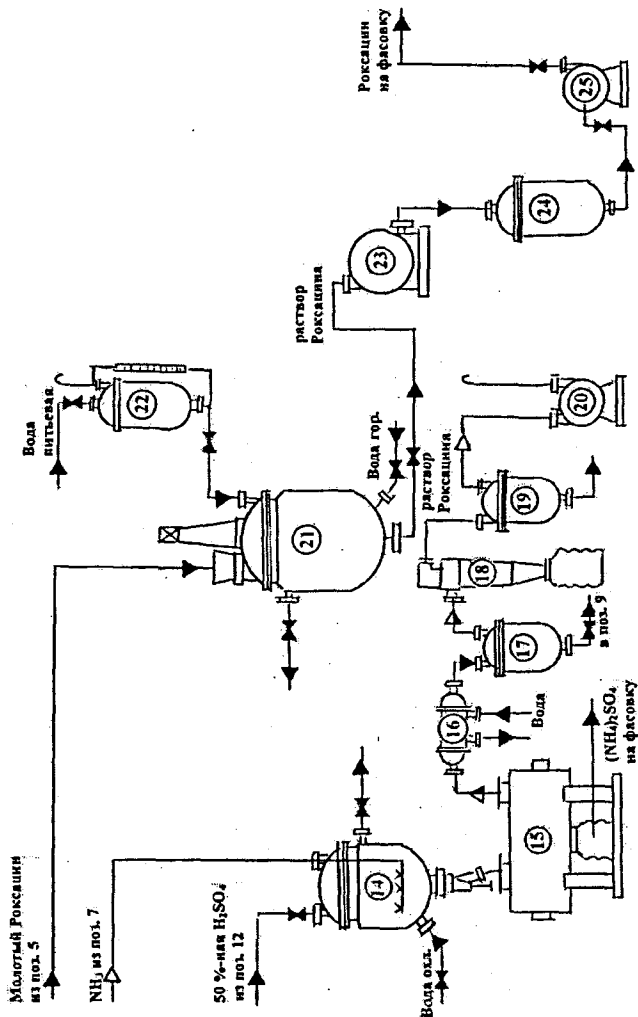 Молотый Роксацин
из поз. 5
NH₃ из поз. 7
50 %-ная H₂SO₄
из поз. 12
Вода охл.
14
15
(NH₄)₂SO₄
на фасовку
16
Вода
17
в поз. 9
18
раствор
Роксацина
19
20
21
Вода гор.
Вода
питьевая
22
раствор
Роксацина
23
24
25
Роксацин
на фасовку